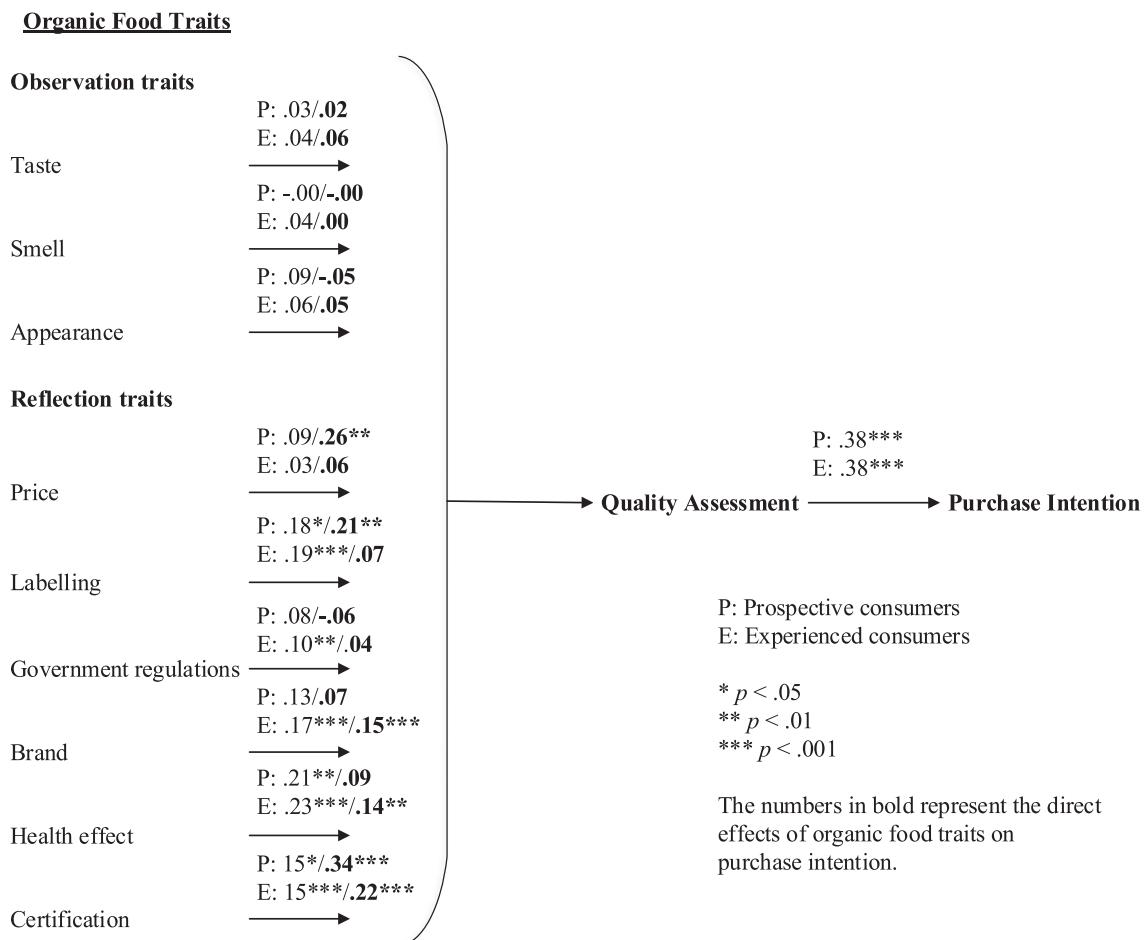 Organic Food Traits
Observation traits
P: .03/.02
E: .04/.06
Taste
P: -.00/-.00
E: .04/.00
Smell
P: .09/-.05
E: .06/.05
Appearance
Reflection traits
P: .09/.26**
E: .03/.06
Price
P: .18*/.21**
E: .19***/.07
Labelling
P: .08/-.06
E: .10**/.04
Government regulations
P: .13/.07
E: .17***/.15***
Brand
P: .21**/.09
E: .23***/.14**
Health effect
P: 15*/.34***
E: 15***/.22***
Certification
Quality Assessment
P: .38***
E: .38***
Purchase Intention
P: Prospective consumers
E: Experienced consumers
* p < .05
** p < .01
*** p < .001
The numbers in bold represent the direct
effects of organic food traits on
purchase intention.